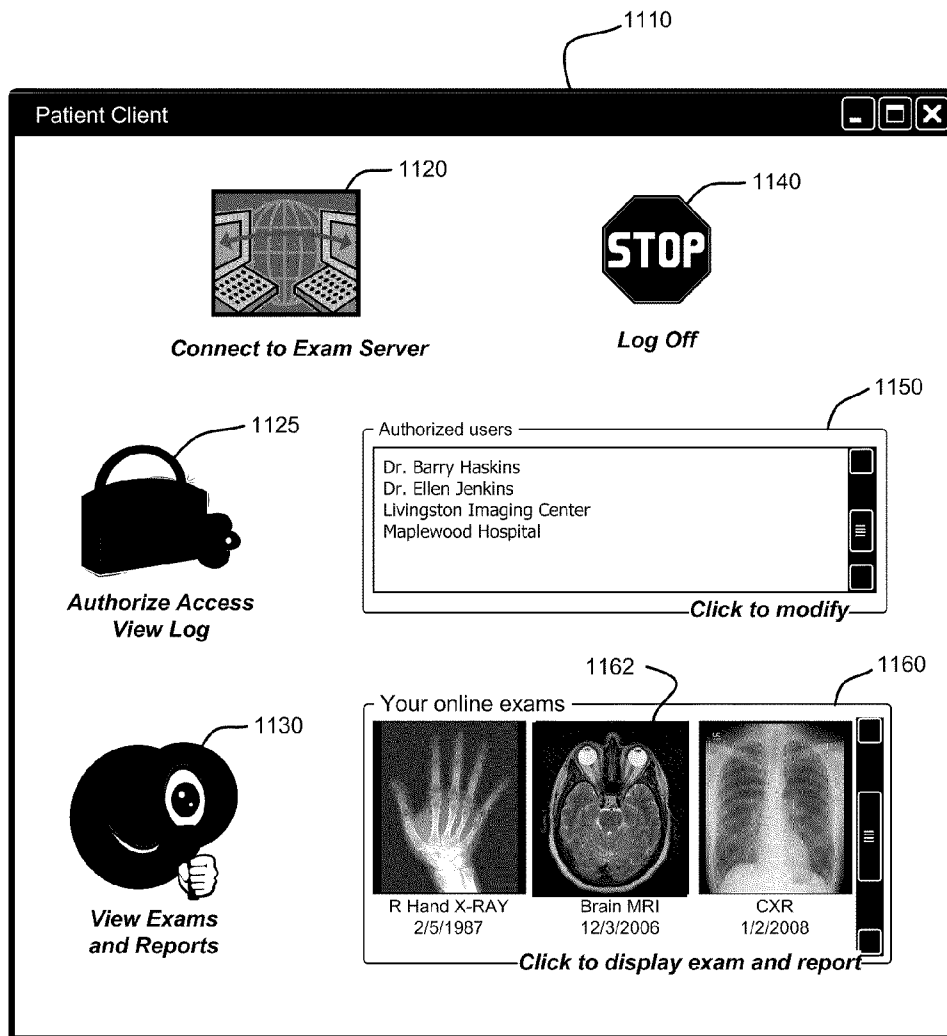 1110
Patient Client
1120
1140
STOP
Connect to Exam Server
Log Off
1125
1150
Authorized users
Dr. Barry Haskins
Dr. Ellen Jenkins
Livingston Imaging Center
Maplewood Hospital
Click to modify
Authorize Access
View Log
1162
1160
1130
Your online exams
R Hand X-RAY
2/5/1987
Brain MRI
12/3/2006
CXR
1/2/2008
View Exams
and Reports
Click to display exam and report